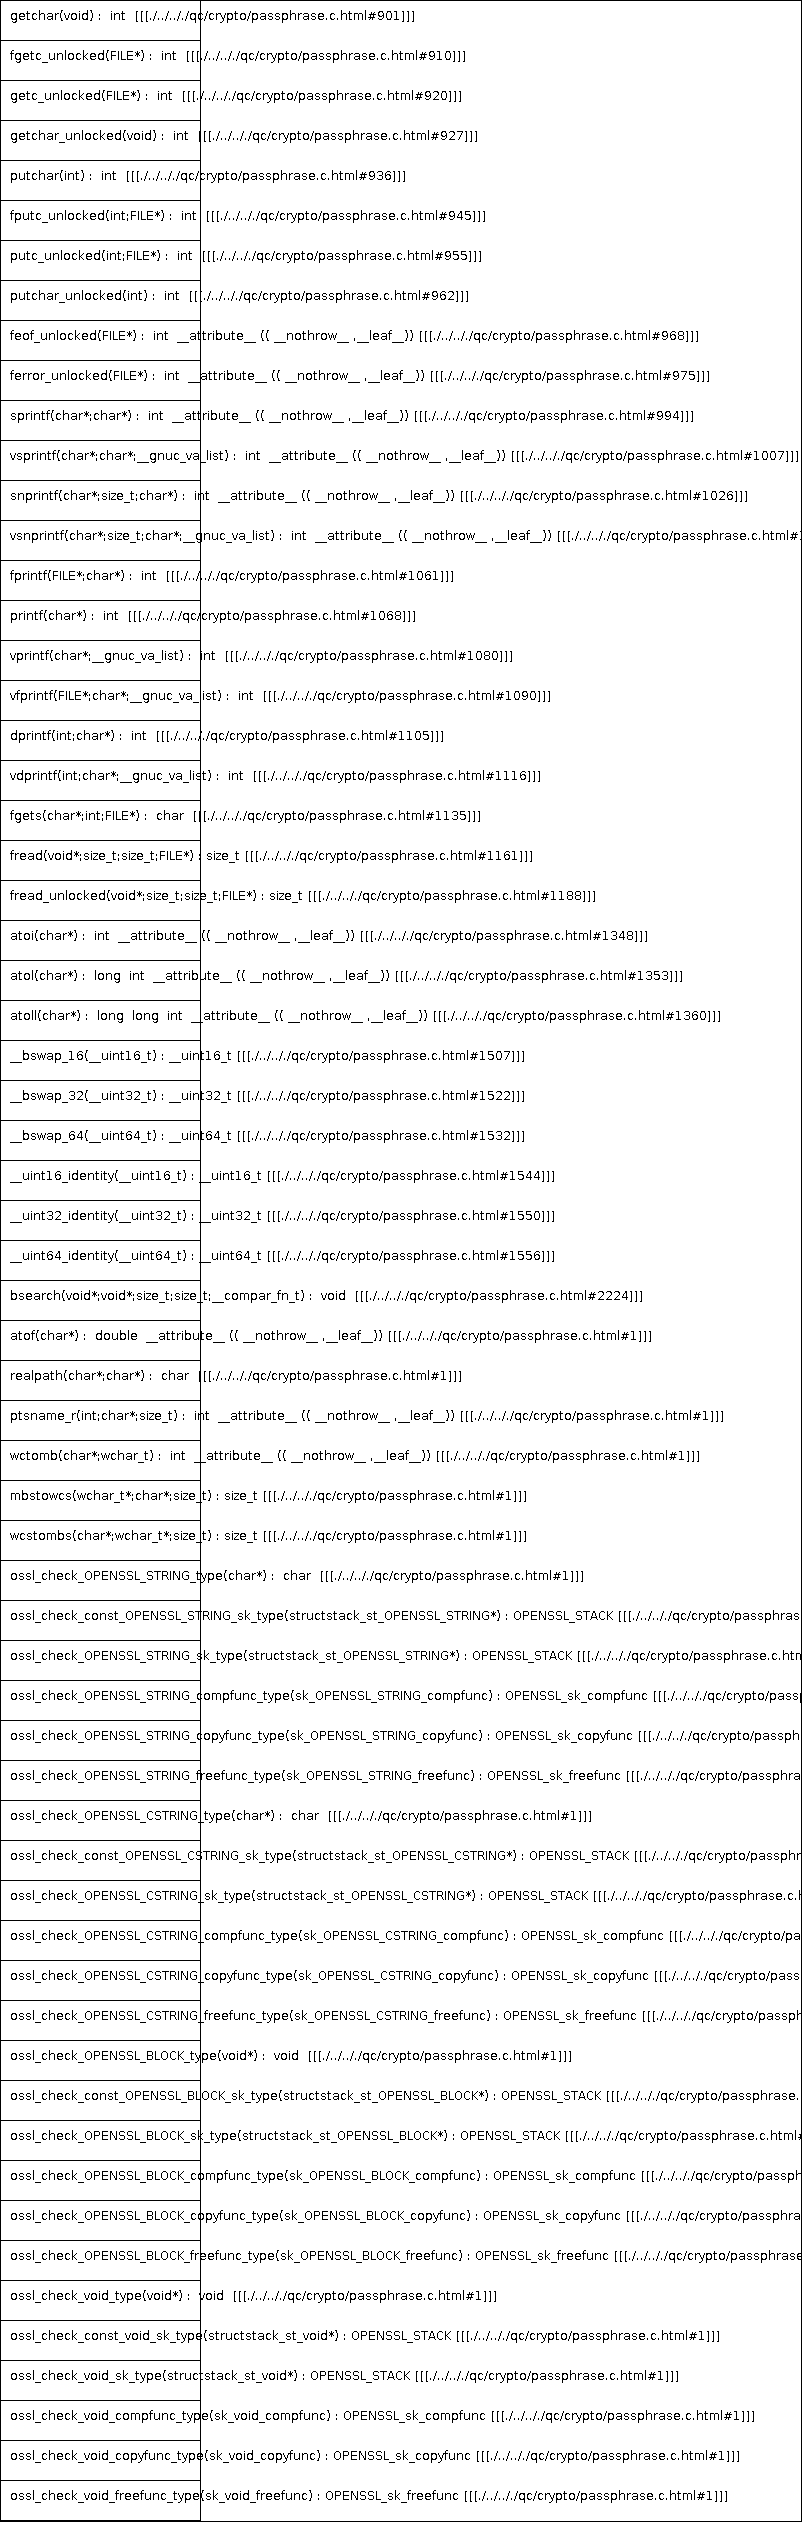 getchar(void) :  int  [[[./../../qc/crypto/passphrase.c.html#901]]]
fgetc_unlocked(FILE*) :  int  [[[./../../qc/crypto/passphrase.c.html#910]]]
getc_unlocked(FILE*) :  int  [[[./../../qc/crypto/passphrase.c.html#920]]]
getchar_unlocked(void) :  int  [[[./../../qc/crypto/passphrase.c.html#927]]]
putchar(int) :  int  [[[./../../qc/crypto/passphrase.c.html#936]]]
fputc_unlocked(int;FILE*) :  int  [[[./../../qc/crypto/passphrase.c.html#945]]]
putc_unlocked(int;FILE*) :  int  [[[./../../qc/crypto/passphrase.c.html#955]]]
putchar_unlocked(int) :  int  [[[./../../qc/crypto/passphrase.c.html#962]]]
feof_unlocked(FILE*) :  int  __attribute__ (( __nothrow__ ,__leaf__)) [[[./../../qc/crypto/passphrase.c.html#968]]]
ferror_unlocked(FILE*) :  int  __attribute__ (( __nothrow__ ,__leaf__)) [[[./../../qc/crypto/passphrase.c.html#975]]]
sprintf(char*;char*) :  int  __attribute__ (( __nothrow__ ,__leaf__)) [[[./../../qc/crypto/passphrase.c.html#994]]]
vsprintf(char*;char*;__gnuc_va_list) :  int  __attribute__ (( __nothrow__ ,__leaf__)) [[[./../../qc/crypto/passphrase.c.html#1007]]]
snprintf(char*;size_t;char*) :  int  __attribute__ (( __nothrow__ ,__leaf__)) [[[./../../qc/crypto/passphrase.c.html#1026]]]
vsnprintf(char*;size_t;char*;__gnuc_va_list) :  int  __attribute__ (( __nothrow__ ,__leaf__)) [[[./../../qc/crypto/passphrase.c.html#
fprintf(FILE*;char*) :  int  [[[./../../qc/crypto/passphrase.c.html#1061]]]
printf(char*) :  int  [[[./../../qc/crypto/passphrase.c.html#1068]]]
vprintf(char*;__gnuc_va_list) :  int  [[[./../../qc/crypto/passphrase.c.html#1080]]]
vfprintf(FILE*;char*;__gnuc_va_list) :  int  [[[./../../qc/crypto/passphrase.c.html#1090]]]
dprintf(int;char*) :  int  [[[./../../qc/crypto/passphrase.c.html#1105]]]
vdprintf(int;char*;__gnuc_va_list) :  int  [[[./../../qc/crypto/passphrase.c.html#1116]]]
fgets(char*;int;FILE*) :  char  [[[./../../qc/crypto/passphrase.c.html#1135]]]
fread(void*;size_t;size_t;FILE*) : size_t [[[./../../qc/crypto/passphrase.c.html#1161]]]
fread_unlocked(void*;size_t;size_t;FILE*) : size_t [[[./../../qc/crypto/passphrase.c.html#1188]]]
atoi(char*) :  int  __attribute__ (( __nothrow__ ,__leaf__)) [[[./../../qc/crypto/passphrase.c.html#1348]]]
atol(char*) :  long  int  __attribute__ (( __nothrow__ ,__leaf__)) [[[./../../qc/crypto/passphrase.c.html#1353]]]
atoll(char*) :  long  long  int  __attribute__ (( __nothrow__ ,__leaf__)) [[[./../../qc/crypto/passphrase.c.html#1360]]]
__bswap_16(__uint16_t) : __uint16_t [[[./../../qc/crypto/passphrase.c.html#1507]]]
__bswap_32(__uint32_t) : __uint32_t [[[./../../qc/crypto/passphrase.c.html#1522]]]
__bswap_64(__uint64_t) : __uint64_t [[[./../../qc/crypto/passphrase.c.html#1532]]]
__uint16_identity(__uint16_t) : __uint16_t [[[./../../qc/crypto/passphrase.c.html#1544]]]
__uint32_identity(__uint32_t) : __uint32_t [[[./../../qc/crypto/passphrase.c.html#1550]]]
__uint64_identity(__uint64_t) : __uint64_t [[[./../../qc/crypto/passphrase.c.html#1556]]]
bsearch(void*;void*;size_t;size_t;__compar_fn_t) :  void  [[[./../../qc/crypto/passphrase.c.html#2224]]]
atof(char*) :  double  __attribute__ (( __nothrow__ ,__leaf__)) [[[./../../qc/crypto/passphrase.c.html#1]]]
realpath(char*;char*) :  char  [[[./../../qc/crypto/passphrase.c.html#1]]]
ptsname_r(int;char*;size_t) :  int  __attribute__ (( __nothrow__ ,__leaf__)) [[[./../../qc/crypto/passphrase.c.html#1]]]
wctomb(char*;wchar_t) :  int  __attribute__ (( __nothrow__ ,__leaf__)) [[[./../../qc/crypto/passphrase.c.html#1]]]
mbstowcs(wchar_t*;char*;size_t) : size_t [[[./../../qc/crypto/passphrase.c.html#1]]]
wcstombs(char*;wchar_t*;size_t) : size_t [[[./../../qc/crypto/passphrase.c.html#1]]]
ossl_check_OPENSSL_STRING_type(char*) :  char  [[[./../../qc/crypto/passphrase.c.html#1]]]
ossl_check_const_OPENSSL_STRING_sk_type(structstack_st_OPENSSL_STRING*) : OPENSSL_STACK [[[./../../qc/crypto/passphras
ossl_check_OPENSSL_STRING_sk_type(structstack_st_OPENSSL_STRING*) : OPENSSL_STACK [[[./../../qc/crypto/passphrase.c.htm
ossl_check_OPENSSL_STRING_compfunc_type(sk_OPENSSL_STRING_compfunc) : OPENSSL_sk_compfunc [[[./../../qc/crypto/passp
ossl_check_OPENSSL_STRING_copyfunc_type(sk_OPENSSL_STRING_copyfunc) : OPENSSL_sk_copyfunc [[[./../../qc/crypto/passph
ossl_check_OPENSSL_STRING_freefunc_type(sk_OPENSSL_STRING_freefunc) : OPENSSL_sk_freefunc [[[./../../qc/crypto/passphra
ossl_check_OPENSSL_CSTRING_type(char*) :  char  [[[./../../qc/crypto/passphrase.c.html#1]]]
ossl_check_const_OPENSSL_CSTRING_sk_type(structstack_st_OPENSSL_CSTRING*) : OPENSSL_STACK [[[./../../qc/crypto/passphr
ossl_check_OPENSSL_CSTRING_sk_type(structstack_st_OPENSSL_CSTRING*) : OPENSSL_STACK [[[./../../qc/crypto/passphrase.c.h
ossl_check_OPENSSL_CSTRING_compfunc_type(sk_OPENSSL_CSTRING_compfunc) : OPENSSL_sk_compfunc [[[./../../qc/crypto/pa
ossl_check_OPENSSL_CSTRING_copyfunc_type(sk_OPENSSL_CSTRING_copyfunc) : OPENSSL_sk_copyfunc [[[./../../qc/crypto/pass
ossl_check_OPENSSL_CSTRING_freefunc_type(sk_OPENSSL_CSTRING_freefunc) : OPENSSL_sk_freefunc [[[./../../qc/crypto/passph
ossl_check_OPENSSL_BLOCK_type(void*) :  void  [[[./../../qc/crypto/passphrase.c.html#1]]]
ossl_check_const_OPENSSL_BLOCK_sk_type(structstack_st_OPENSSL_BLOCK*) : OPENSSL_STACK [[[./../../qc/crypto/passphrase.
ossl_check_OPENSSL_BLOCK_sk_type(structstack_st_OPENSSL_BLOCK*) : OPENSSL_STACK [[[./../../qc/crypto/passphrase.c.html#
ossl_check_OPENSSL_BLOCK_compfunc_type(sk_OPENSSL_BLOCK_compfunc) : OPENSSL_sk_compfunc [[[./../../qc/crypto/passph
ossl_check_OPENSSL_BLOCK_copyfunc_type(sk_OPENSSL_BLOCK_copyfunc) : OPENSSL_sk_copyfunc [[[./../../qc/crypto/passphra
ossl_check_OPENSSL_BLOCK_freefunc_type(sk_OPENSSL_BLOCK_freefunc) : OPENSSL_sk_freefunc [[[./../../qc/crypto/passphrase
ossl_check_void_type(void*) :  void  [[[./../../qc/crypto/passphrase.c.html#1]]]
ossl_check_const_void_sk_type(structstack_st_void*) : OPENSSL_STACK [[[./../../qc/crypto/passphrase.c.html#1]]]
ossl_check_void_sk_type(structstack_st_void*) : OPENSSL_STACK [[[./../../qc/crypto/passphrase.c.html#1]]]
ossl_check_void_compfunc_type(sk_void_compfunc) : OPENSSL_sk_compfunc [[[./../../qc/crypto/passphrase.c.html#1]]]
ossl_check_void_copyfunc_type(sk_void_copyfunc) : OPENSSL_sk_copyfunc [[[./../../qc/crypto/passphrase.c.html#1]]]
ossl_check_void_freefunc_type(sk_void_freefunc) : OPENSSL_sk_freefunc [[[./../../qc/crypto/passphrase.c.html#1]]]